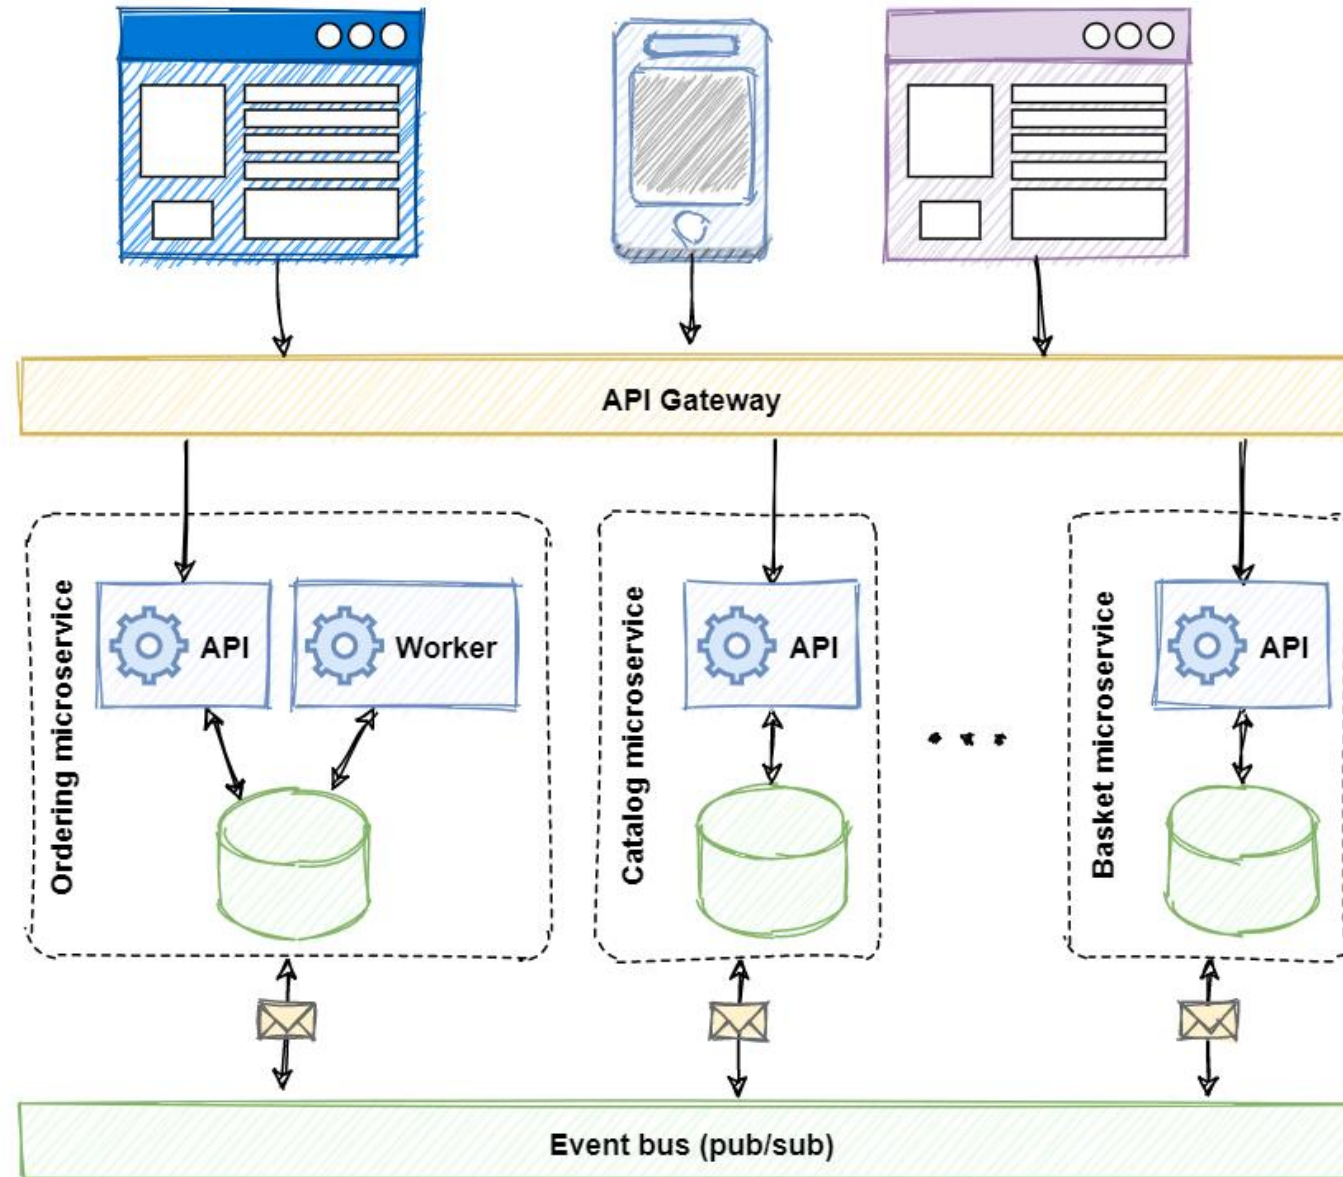 API Gateway
Ordering microservice
API
Worker
Catalog microservice
API
Basket microservice
API
Event bus (pub/sub)